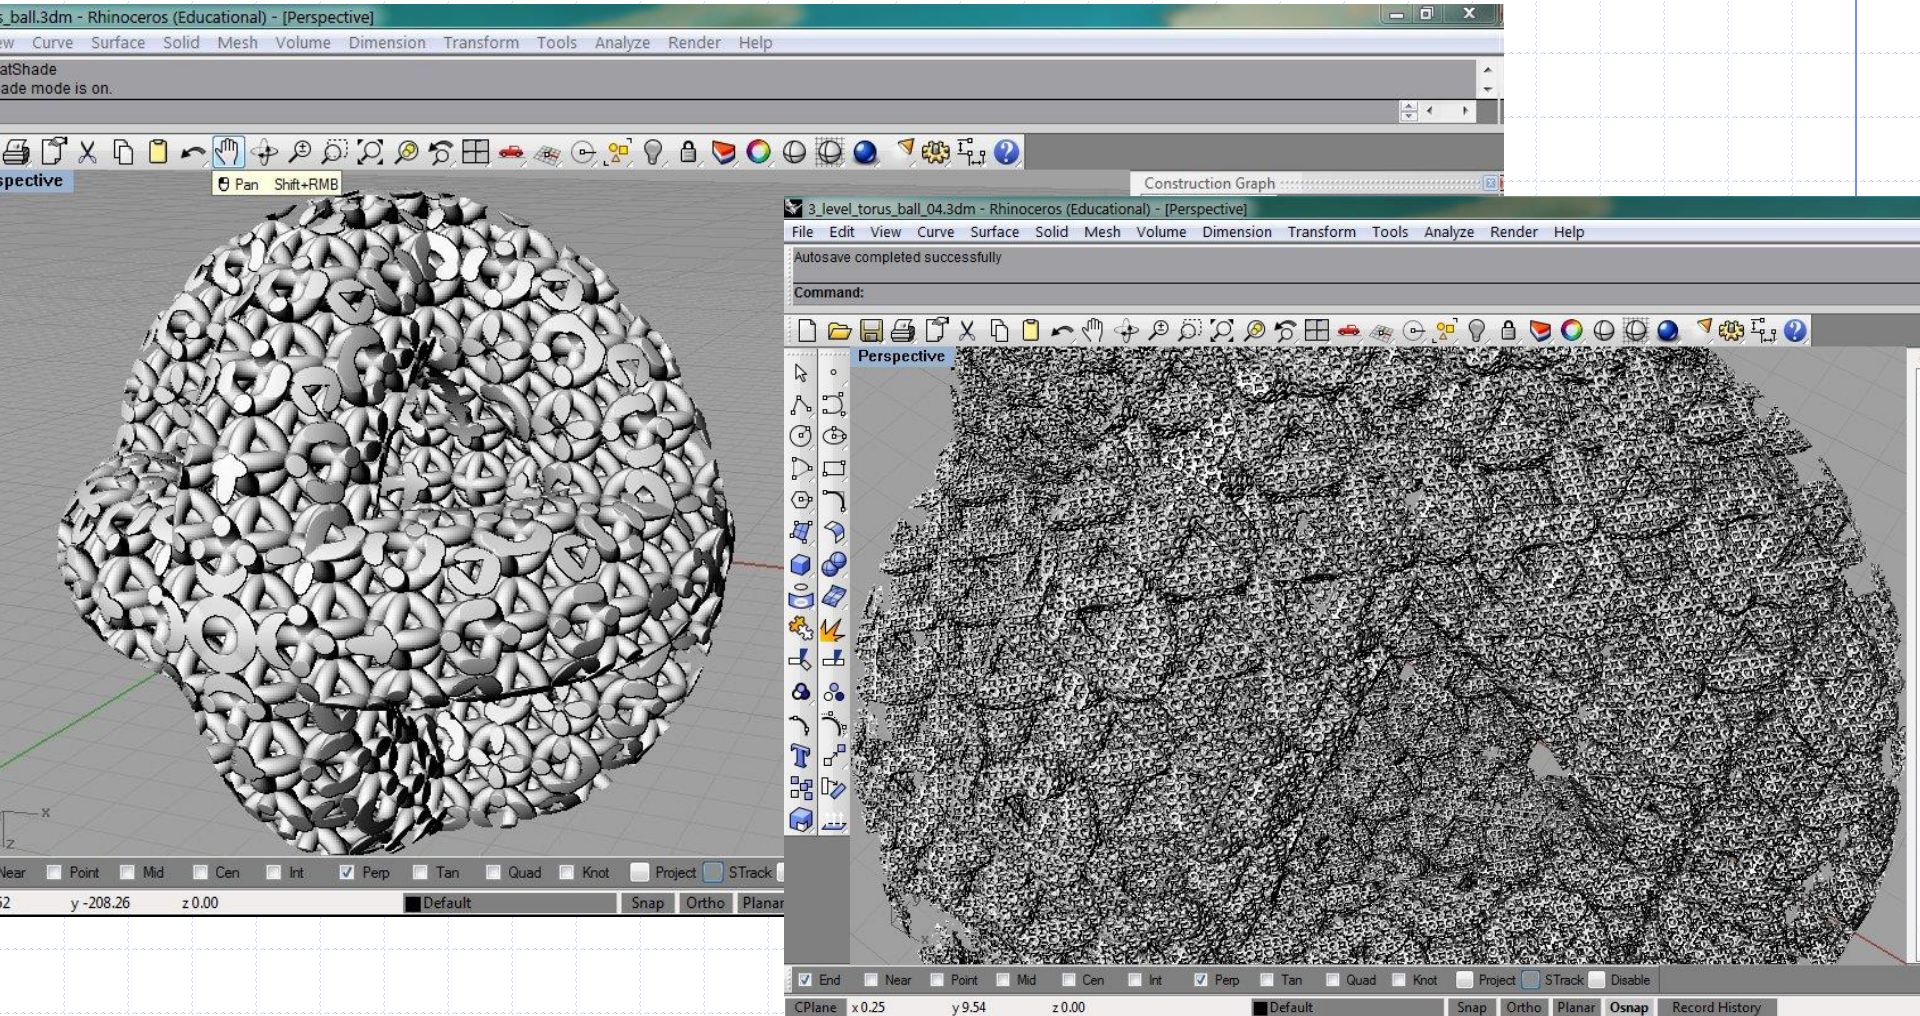 s_ball.3dm - Rhinoceros (Educational) - [Perspective]
ew Curve Surface Solid Mesh Volume Dimension Transform Tools Analyze Render Help
atShade
ade mode is on.
spective
Pan Shift+RMB
Construction Graph
3_level_torus_ball_04.3dm - Rhinoceros (Educational) - [Perspective]
File Edit View Curve Surface Solid Mesh Volume Dimension Transform Tools Analyze Render Help
Autosave completed successfully
Command:
Perspective
x
z
Near Point Mid Cen Int Perp Tan Quad Knot Project STrack
52 y -208.26 z 0.00 Default Snap Ortho Planar
End Near Point Mid Cen Int Perp Tan Quad Knot Project STrack Disable
CPlane x 0.25 y 9.54 z 0.00 Default Snap Ortho Planar Osnap Record History